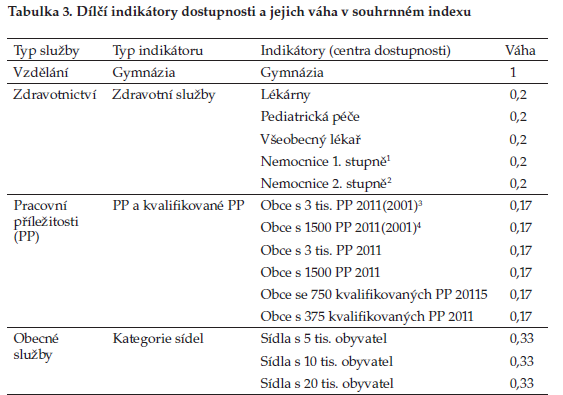 Tabulka 3. Dílčí indikátory dostupnosti a jejich váha v souhrnném indexu
Typ služby Typ indikátoru Indikátory (centra dostupnosti) Váha
Vzdělání Gymnázia Gymnázia 1
Zdravotnictví Zdravotní služby Lékárny 0,2
Pediatrická péče 0,2
Všeobecný lékař 0,2
Nemocnice 1. stupně¹ 0,2
Nemocnice 2. stupně² 0,2
Pracovní PP a kvalifikované PP Obce s 3 tis. PP 2011(2001)³ 0,17
příležitosti Obce s 1500 PP 2011(2001)⁴ 0,17
(PP) Obce s 3 tis. PP 2011 0,17
Obce s 1500 PP 2011 0,17
Obce se 750 kvalifikovaných PP 20115 0,17
Obce s 375 kvalifikovaných PP 2011 0,17
Obecné Kategorie sídel Sídla s 5 tis. obyvatel 0,33
služby Sídla s 10 tis. obyvatel 0,33
Sídla s 20 tis. obyvatel 0,33